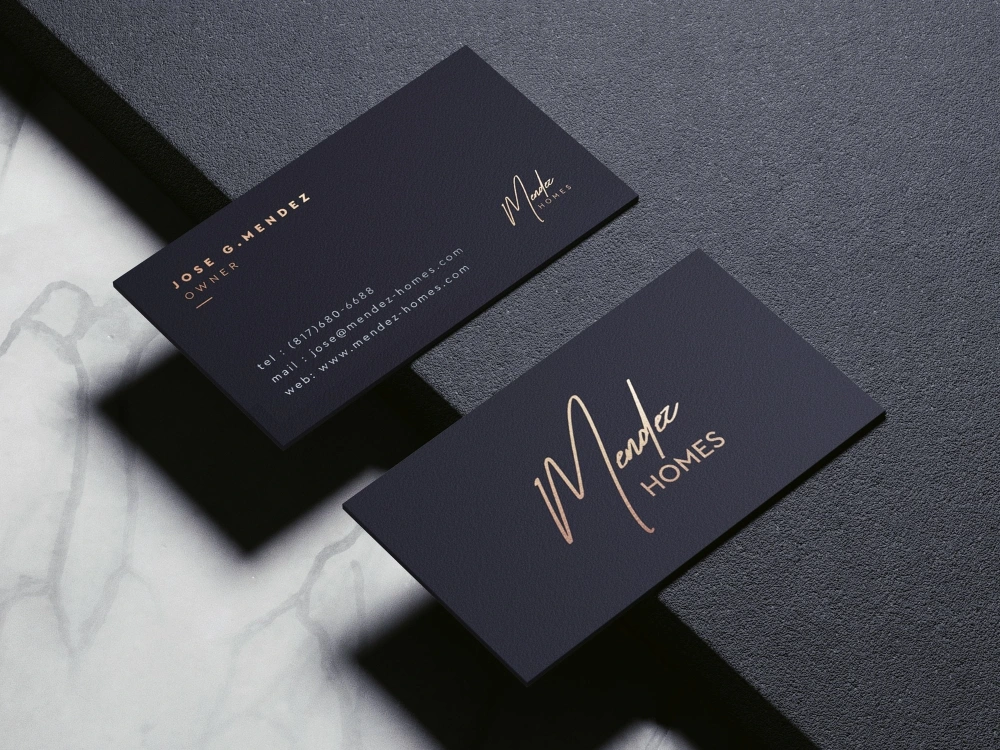 JOSE G.MENDEZ
OWNER
tel : (817)680-6688
mail : jose@mendez-homes.com
web: www.mendez-homes.com
Mendez
HOMES
Mendez
HOMES